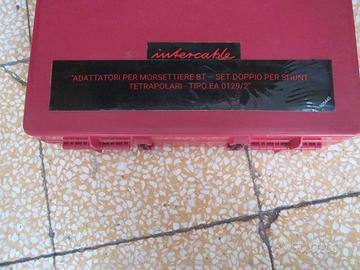 intercable
"ADATTATORI PER MORSETTIERE BT - SET DOPPIO PER SHUNT
TETRAPOLARI - TIPO EA 0129/2"